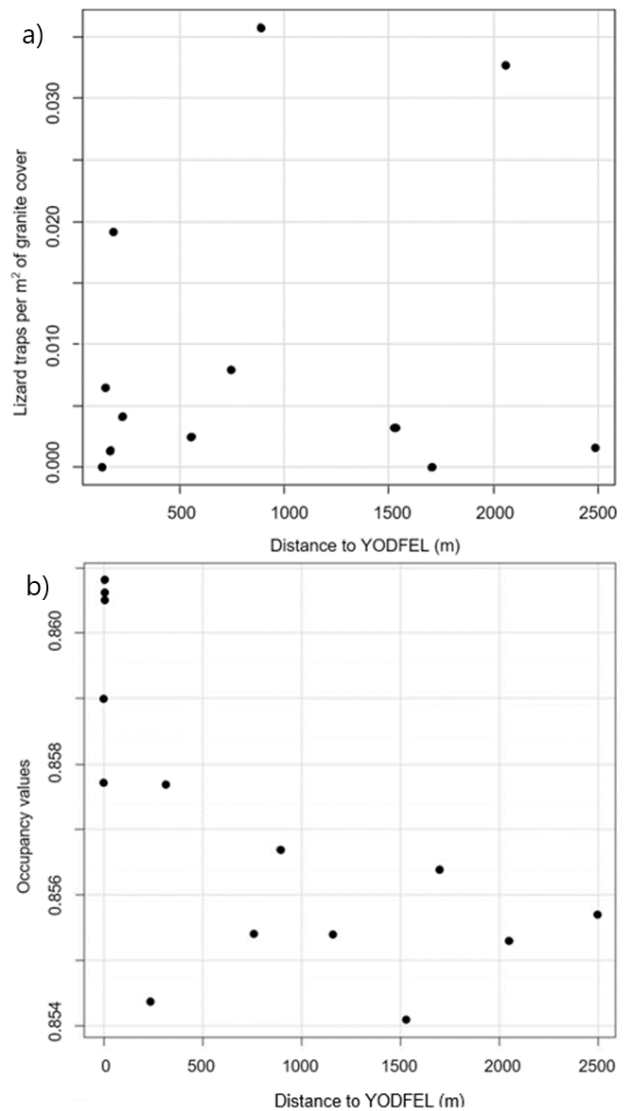 a)
Lizard traps per m² of granite cover
0.030
0.020
0.010
0.000
500 1000 1500 2000 2500
Distance to YODFEL (m)
b)
Occupancy values
0.860
0.858
0.856
0.854
0 500 1000 1500 2000 2500
Distance to YODFEL (m)